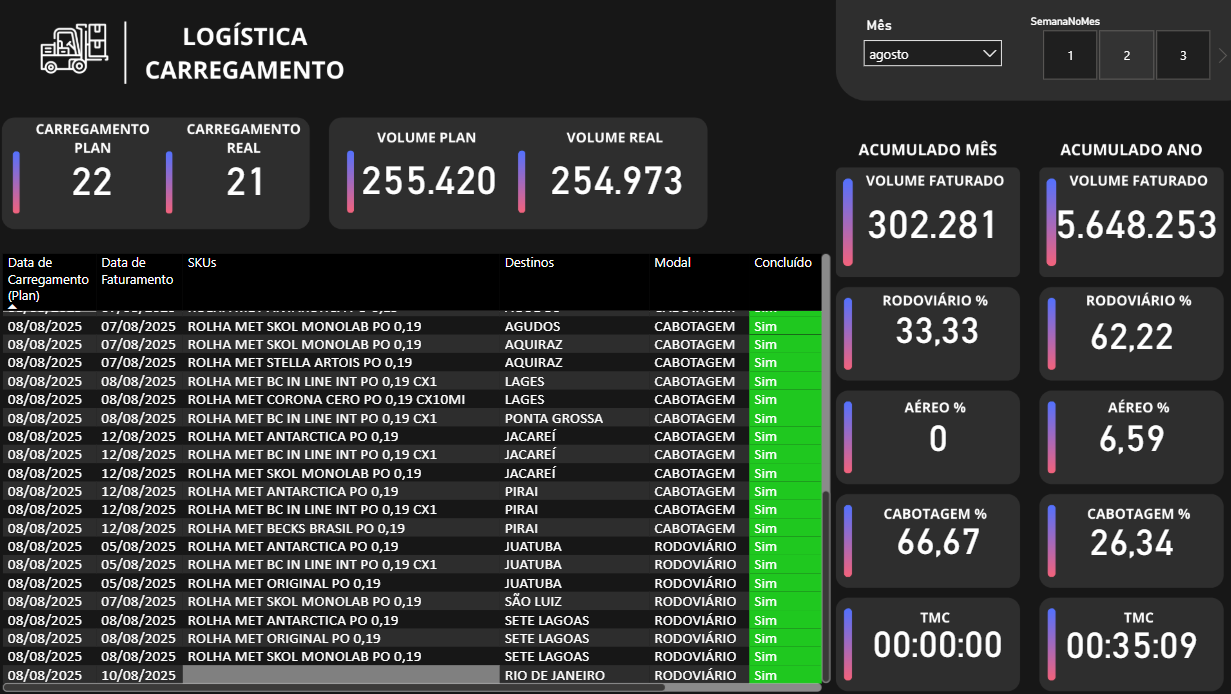 LOGÍSTICA
CARREGAMENTO
Mês
agosto
SemanaNoMes
1 2 3
CARREGAMENTO PLAN
22
CARREGAMENTO REAL
21
VOLUME PLAN
255.420
VOLUME REAL
254.973
ACUMULADO MÊS
VOLUME FATURADO
302.281
RODOVIÁRIO %
33,33
AÉREO %
0
CABOTAGEM %
66,67
TMC
00:00:00
ACUMULADO ANO
VOLUME FATURADO
5.648.253
RODOVIÁRIO %
62,22
AÉREO %
6,59
CABOTAGEM %
26,34
TMC
00:35:09
Data de Carregamento (Plan) Data de Faturamento SKUs Destinos Modal Concluído
08/08/2025 07/08/2025 ROLHA MET SKOL MONOLAB PO 0,19 AGUDOS CABOTAGEM Sim
08/08/2025 07/08/2025 ROLHA MET SKOL MONOLAB PO 0,19 AQUIRAZ CABOTAGEM Sim
08/08/2025 07/08/2025 ROLHA MET STELLA ARTOIS PO 0,19 AQUIRAZ CABOTAGEM Sim
08/08/2025 08/08/2025 ROLHA MET BC IN LINE INT PO 0,19 CX1 LAGES CABOTAGEM Sim
08/08/2025 08/08/2025 ROLHA MET CORONA CERO PO 0,19 CX10MI LAGES CABOTAGEM Sim
08/08/2025 08/08/2025 ROLHA MET BC IN LINE INT PO 0,19 CX1 PONTA GROSSA CABOTAGEM Sim
08/08/2025 12/08/2025 ROLHA MET ANTARCTICA PO 0,19 JACAREÍ CABOTAGEM Sim
08/08/2025 12/08/2025 ROLHA MET BC IN LINE INT PO 0,19 CX1 JACAREÍ CABOTAGEM Sim
08/08/2025 12/08/2025 ROLHA MET SKOL MONOLAB PO 0,19 JACAREÍ CABOTAGEM Sim
08/08/2025 12/08/2025 ROLHA MET ANTARCTICA PO 0,19 PIRAI CABOTAGEM Sim
08/08/2025 12/08/2025 ROLHA MET BC IN LINE INT PO 0,19 CX1 PIRAI CABOTAGEM Sim
08/08/2025 12/08/2025 ROLHA MET BECKS BRASIL PO 0,19 PIRAI CABOTAGEM Sim
08/08/2025 05/08/2025 ROLHA MET ANTARCTICA PO 0,19 JUATUBA RODOVIÁRIO Sim
08/08/2025 05/08/2025 ROLHA MET BC IN LINE INT PO 0,19 CX1 JUATUBA RODOVIÁRIO Sim
08/08/2025 05/08/2025 ROLHA MET ORIGINAL PO 0,19 JUATUBA RODOVIÁRIO Sim
08/08/2025 07/08/2025 ROLHA MET SKOL MONOLAB PO 0,19 SÃO LUIZ RODOVIÁRIO Sim
08/08/2025 08/08/2025 ROLHA MET ANTARCTICA PO 0,19 SETE LAGOAS RODOVIÁRIO Sim
08/08/2025 08/08/2025 ROLHA MET ORIGINAL PO 0,19 SETE LAGOAS RODOVIÁRIO Sim
08/08/2025 08/08/2025 ROLHA MET SKOL MONOLAB PO 0,19 SETE LAGOAS RODOVIÁRIO Sim
08/08/2025 10/08/2025 RIO DE JANEIRO RODOVIÁRIO Sim